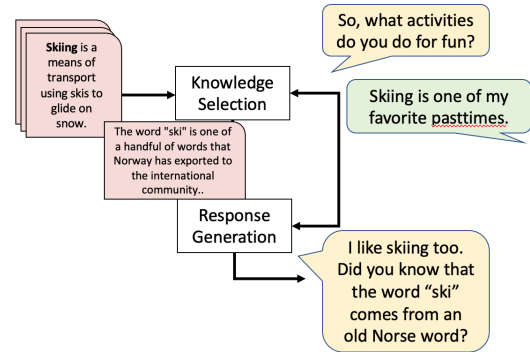 Skiing is a
means of
transport
using skis to
glide on
snow.
Knowledge
Selection
The word "ski" is one of
a handful of words that
Norway has exported to
the international
community..
Response
Generation
So, what activities
do you do for fun?
Skiing is one of my
favorite pasttimes.
I like skiing too.
Did you know that
the word “ski”
comes from an
old Norse word?